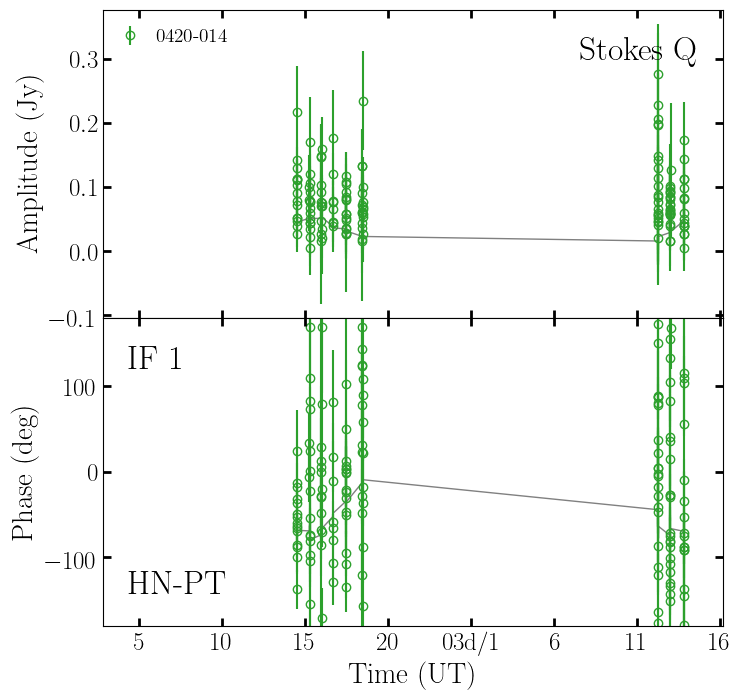 0420-014
Stokes Q
Amplitude (Jy)
0.3
0.2
0.1
0.0
−0.1
IF 1
HN-PT
Phase (deg)
100
0
−100
5 10 15 20 03d/1 6 11 16
Time (UT)